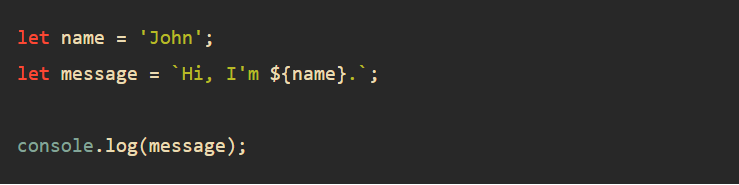 let name = 'John';
let message = `Hi, I'm ${name}.`;
console.log(message);